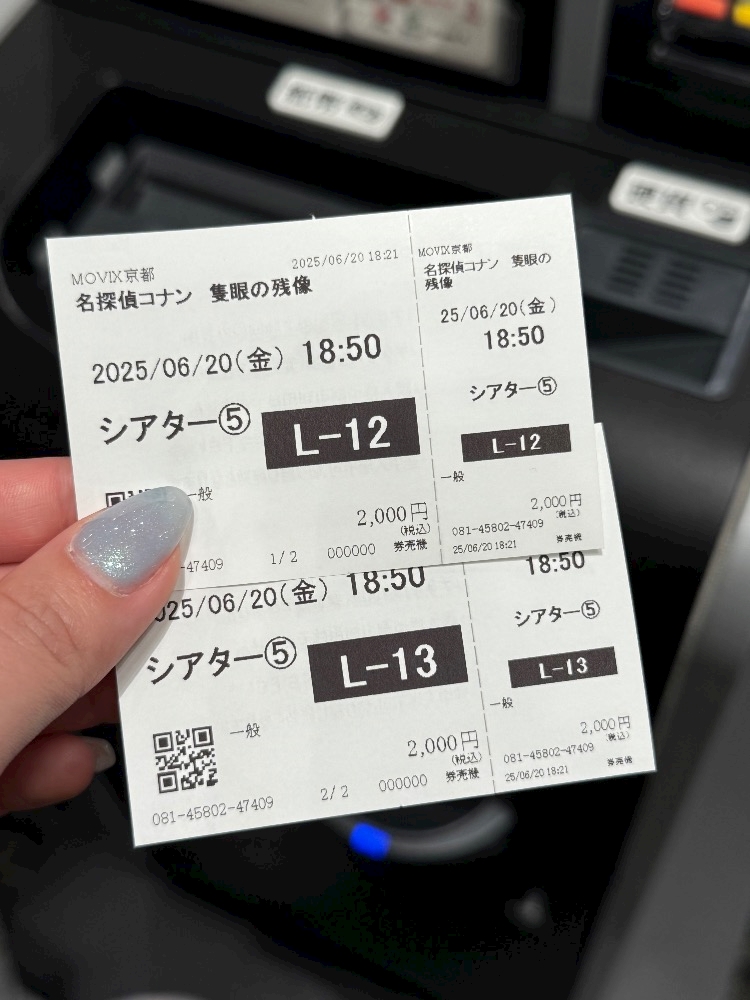 MOVIX京都
2025/06/20 18:21
名探偵コナン 隻眼の残像
2025/06/20(金) 18:50
シアター⑤
L-12
一般
2,000円
(税込)
-47409
1/2
000000
券売機
MOVIX京都
名探偵コナン 隻眼の
残像
25/06/20(金)
18:50
シアター⑤
L-12
一般
2,000円
(税込)
081-45802-47409
25/06/20 18:21
券売機
025/06/20(金) 18:50
シアター⑤
L-13
一般
2,000円
(税込)
081-45802-47409
2/2
000000
券売機
18:50
シアター⑤
L-13
一般
2,000円
(税込)
081-45802-47409
25/06/20 18:21
券売機